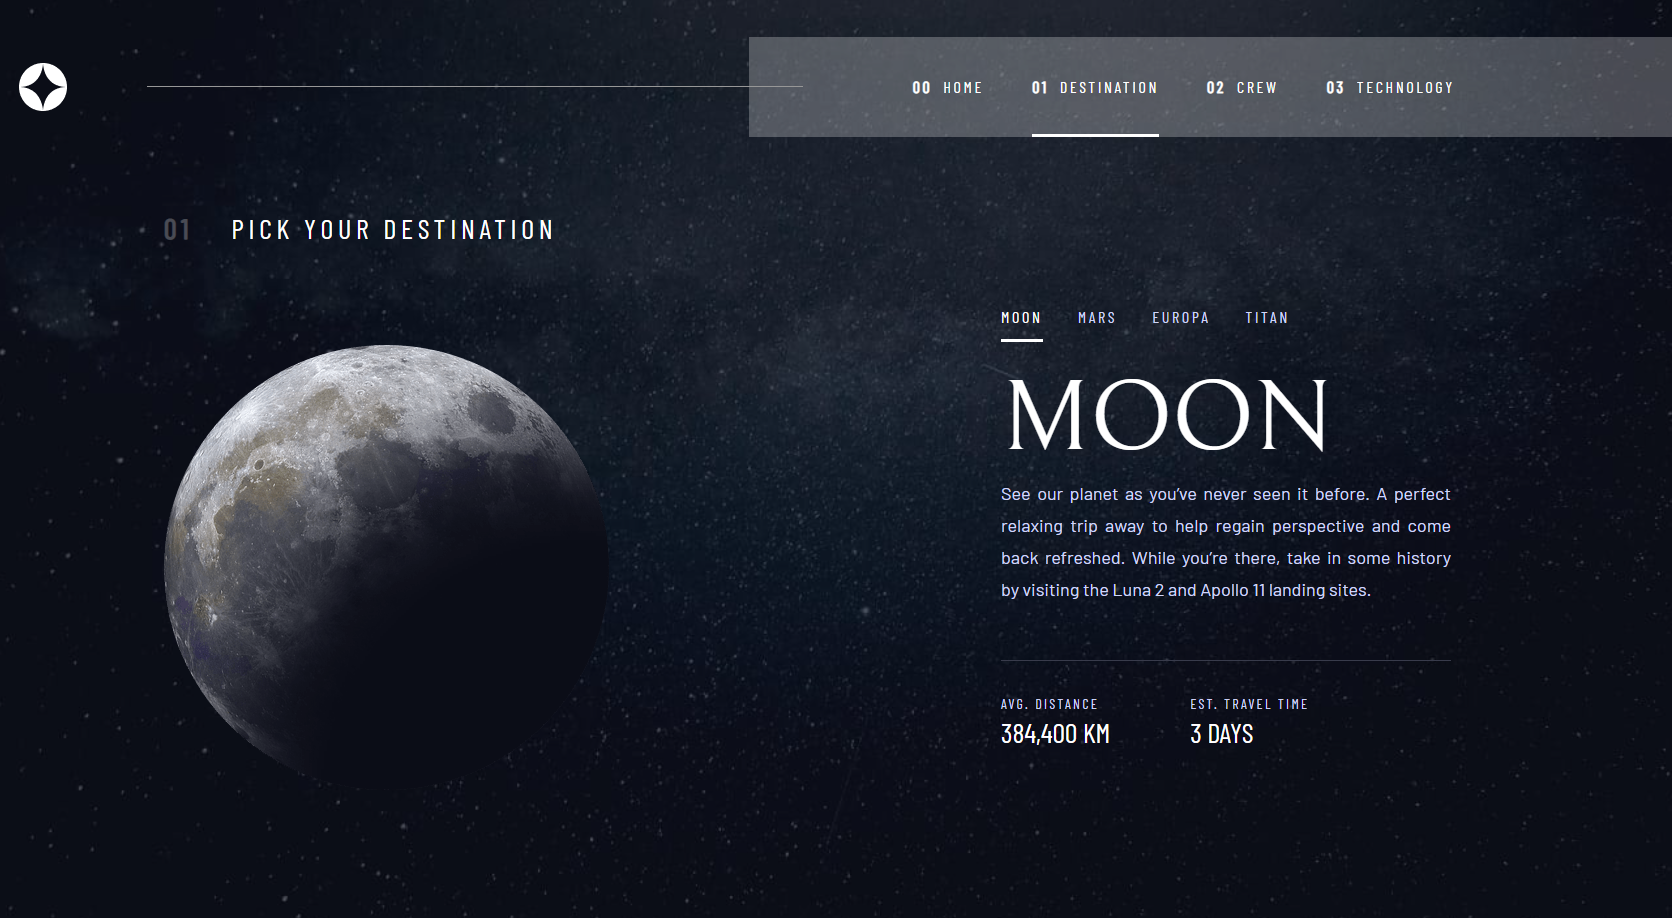 00 HOME 01 DESTINATION 02 CREW 03 TECHNOLOGY
01 PICK YOUR DESTINATION
MOON MARS EUROPA TITAN
MOON
See our planet as you’ve never seen it before. A perfect
relaxing trip away to help regain perspective and come
back refreshed. While you’re there, take in some history
by visiting the Luna 2 and Apollo 11 landing sites.
AVG. DISTANCE
384,400 KM
EST. TRAVEL TIME
3 DAYS